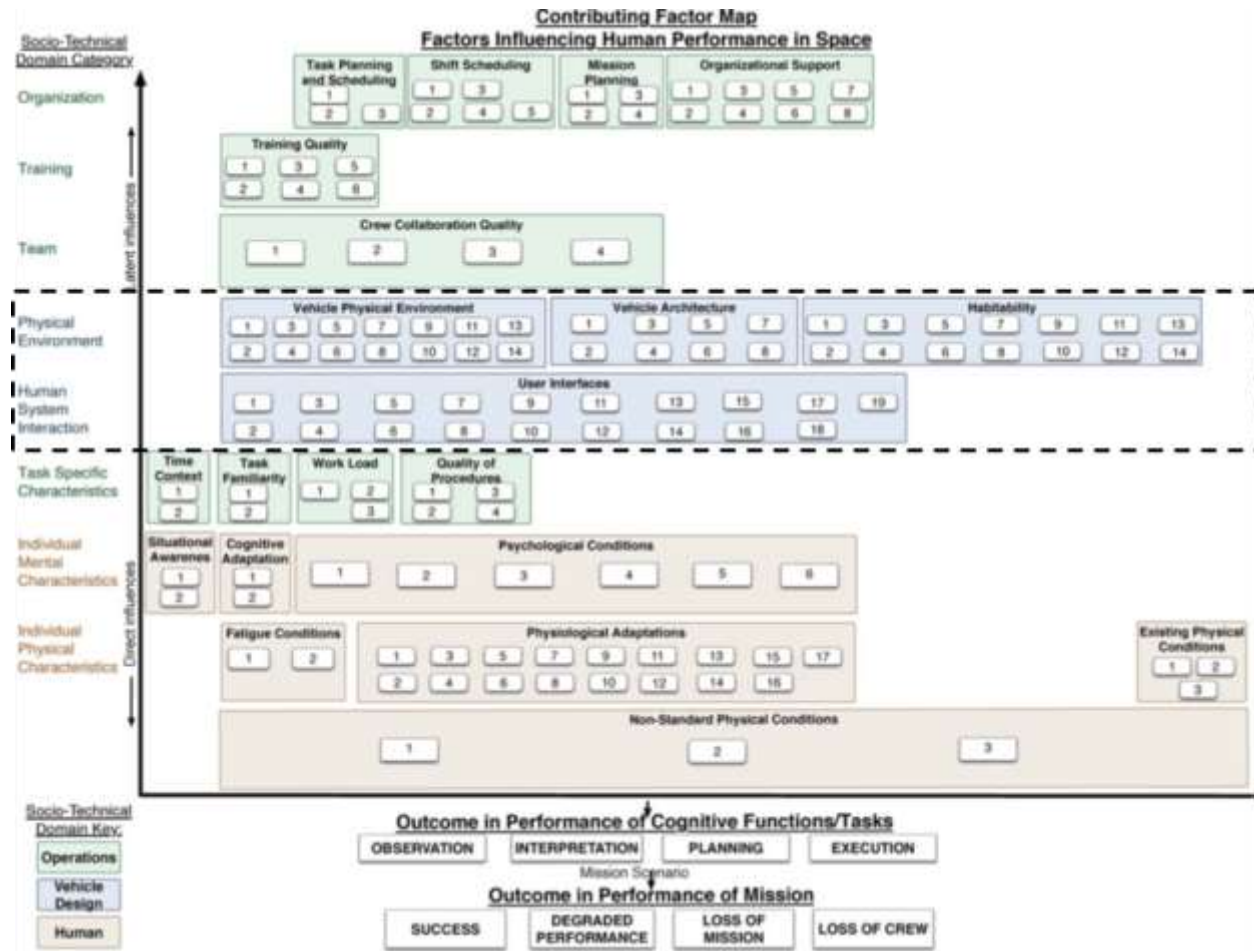 Contributing Factor Map
Factors Influencing Human Performance in Space
Socio-Technical
Domain Category
Organization
Task Planning
and Scheduling
1
2 3
Shift Scheduling
1 3
2 4 5
Mission
Planning
1 3
2 4
Organizational Support
1 3 5 7
2 4 6 8
Training
Training Quality
1 3 5
2 4 6
Latent influences
Team
Crew Collaboration Quality
1 2 3 4
Physical
Environment
Vehicle Physical Environment
1 3 5 7 9 11 13
2 4 6 8 10 12 14
Vehicle Architecture
1 3 5 7
2 4 6 8
Habitability
1 3 5 7 9 11 13
2 4 6 8 10 12 14
Human
System
Interaction
User Interfaces
1 3 5 7 9 11 13 15 17 19
2 4 6 8 10 12 14 16 18
Task Specific
Characteristics
Time
Context
1
2
Task
Familiarity
1
2
Work Load
1 2
3
Quality of
Procedures
1 3
2 4
Individual
Mental
Characteristics
Situational
Awarenes
1
2
Cognitive
Adaptation
1
2
Psychological Conditions
1 2 3 4 5 6
Direct influences
Individual
Physical
Characteristics
Fatigue Conditions
1 2
Physiological Adaptations
1 3 5 7 9 11 13 15 17
2 4 6 8 10 12 14 16
Existing Physical
Conditions
1 2
3
Non-Standard Physical Conditions
1 2 3
Socio-Technical
Domain Key:
Operations
Vehicle
Design
Human
Outcome in Performance of Cognitive Functions/Tasks
OBSERVATION INTERPRETATION PLANNING EXECUTION
Mission Scenario
Outcome in Performance of Mission
SUCCESS
DEGRADED
PERFORMANCE
LOSS OF
MISSION
LOSS OF CREW